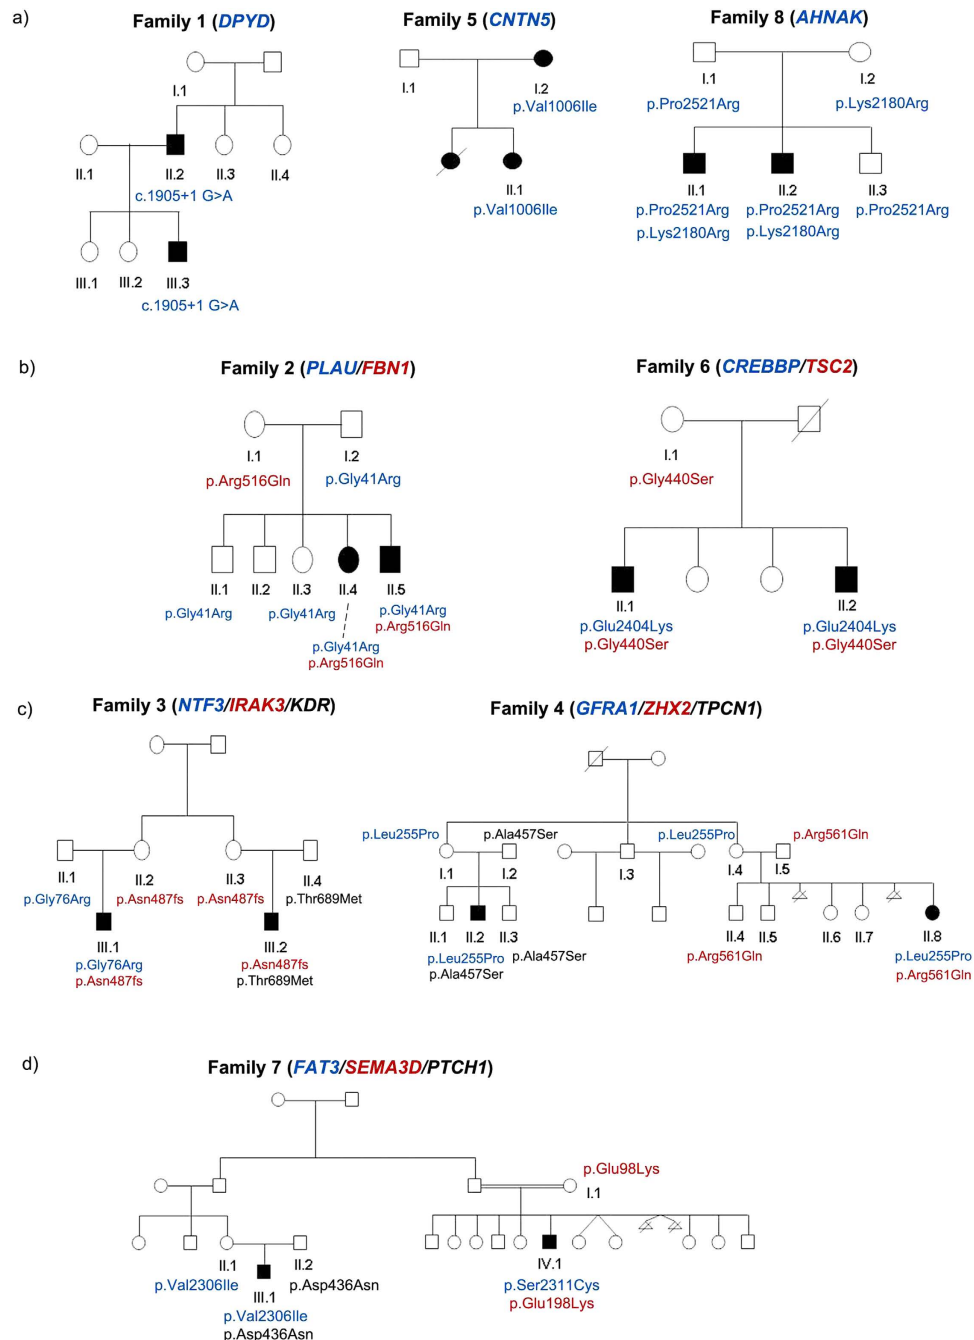 a)
Family 1 (DPYD)
I.1
II.1 II.2 II.3 II.4
c.1905+1 G>A
III.1 III.2 III.3
c.1905+1 G>A
Family 5 (CNTN5)
I.1 I.2
p.Val1006Ile
II.1
p.Val1006Ile
Family 8 (AHNAK)
I.1 I.2
p.Pro2521Arg p.Lys2180Arg
II.1 II.2 II.3
p.Pro2521Arg p.Pro2521Arg p.Pro2521Arg
p.Lys2180Arg p.Lys2180Arg
b)
Family 2 (PLAU/FBN1)
I.1 I.2
p.Arg516Gln p.Gly41Arg
II.1 II.2 II.3 II.4 II.5
p.Gly41Arg p.Gly41Arg p.Gly41Arg
p.Arg516Gln
p.Gly41Arg
p.Arg516Gln
Family 6 (CREBBP/TSC2)
I.1
p.Gly440Ser
II.1 II.2
p.Glu2404Lys p.Glu2404Lys
p.Gly440Ser p.Gly440Ser
c)
Family 3 (NTF3/IRAK3/KDR)
II.1 II.2 II.3 II.4
p.Gly76Arg p.Asn487fs p.Asn487fs p.Thr689Met
III.1 III.2
p.Gly76Arg p.Asn487fs
p.Asn487fs p.Thr689Met
Family 4 (GFRA1/ZHX2/TPCN1)
p.Leu255Pro p.Ala457Ser p.Leu255Pro p.Arg561Gln
I.1 I.2 I.3 I.4 I.5
II.1 II.2 II.3 II.4 II.5 II.6 II.7 II.8
p.Leu255Pro p.Ala457Ser p.Arg561Gln p.Leu255Pro
p.Ala457Ser p.Arg561Gln
d)
Family 7 (FAT3/SEMA3D/PTCH1)
p.Glu98Lys
I.1
II.1 II.2
p.Val2306Ile p.Asp436Asn
III.1
p.Val2306Ile
p.Asp436Asn
IV.1
p.Ser2311Cys
p.Glu198Lys